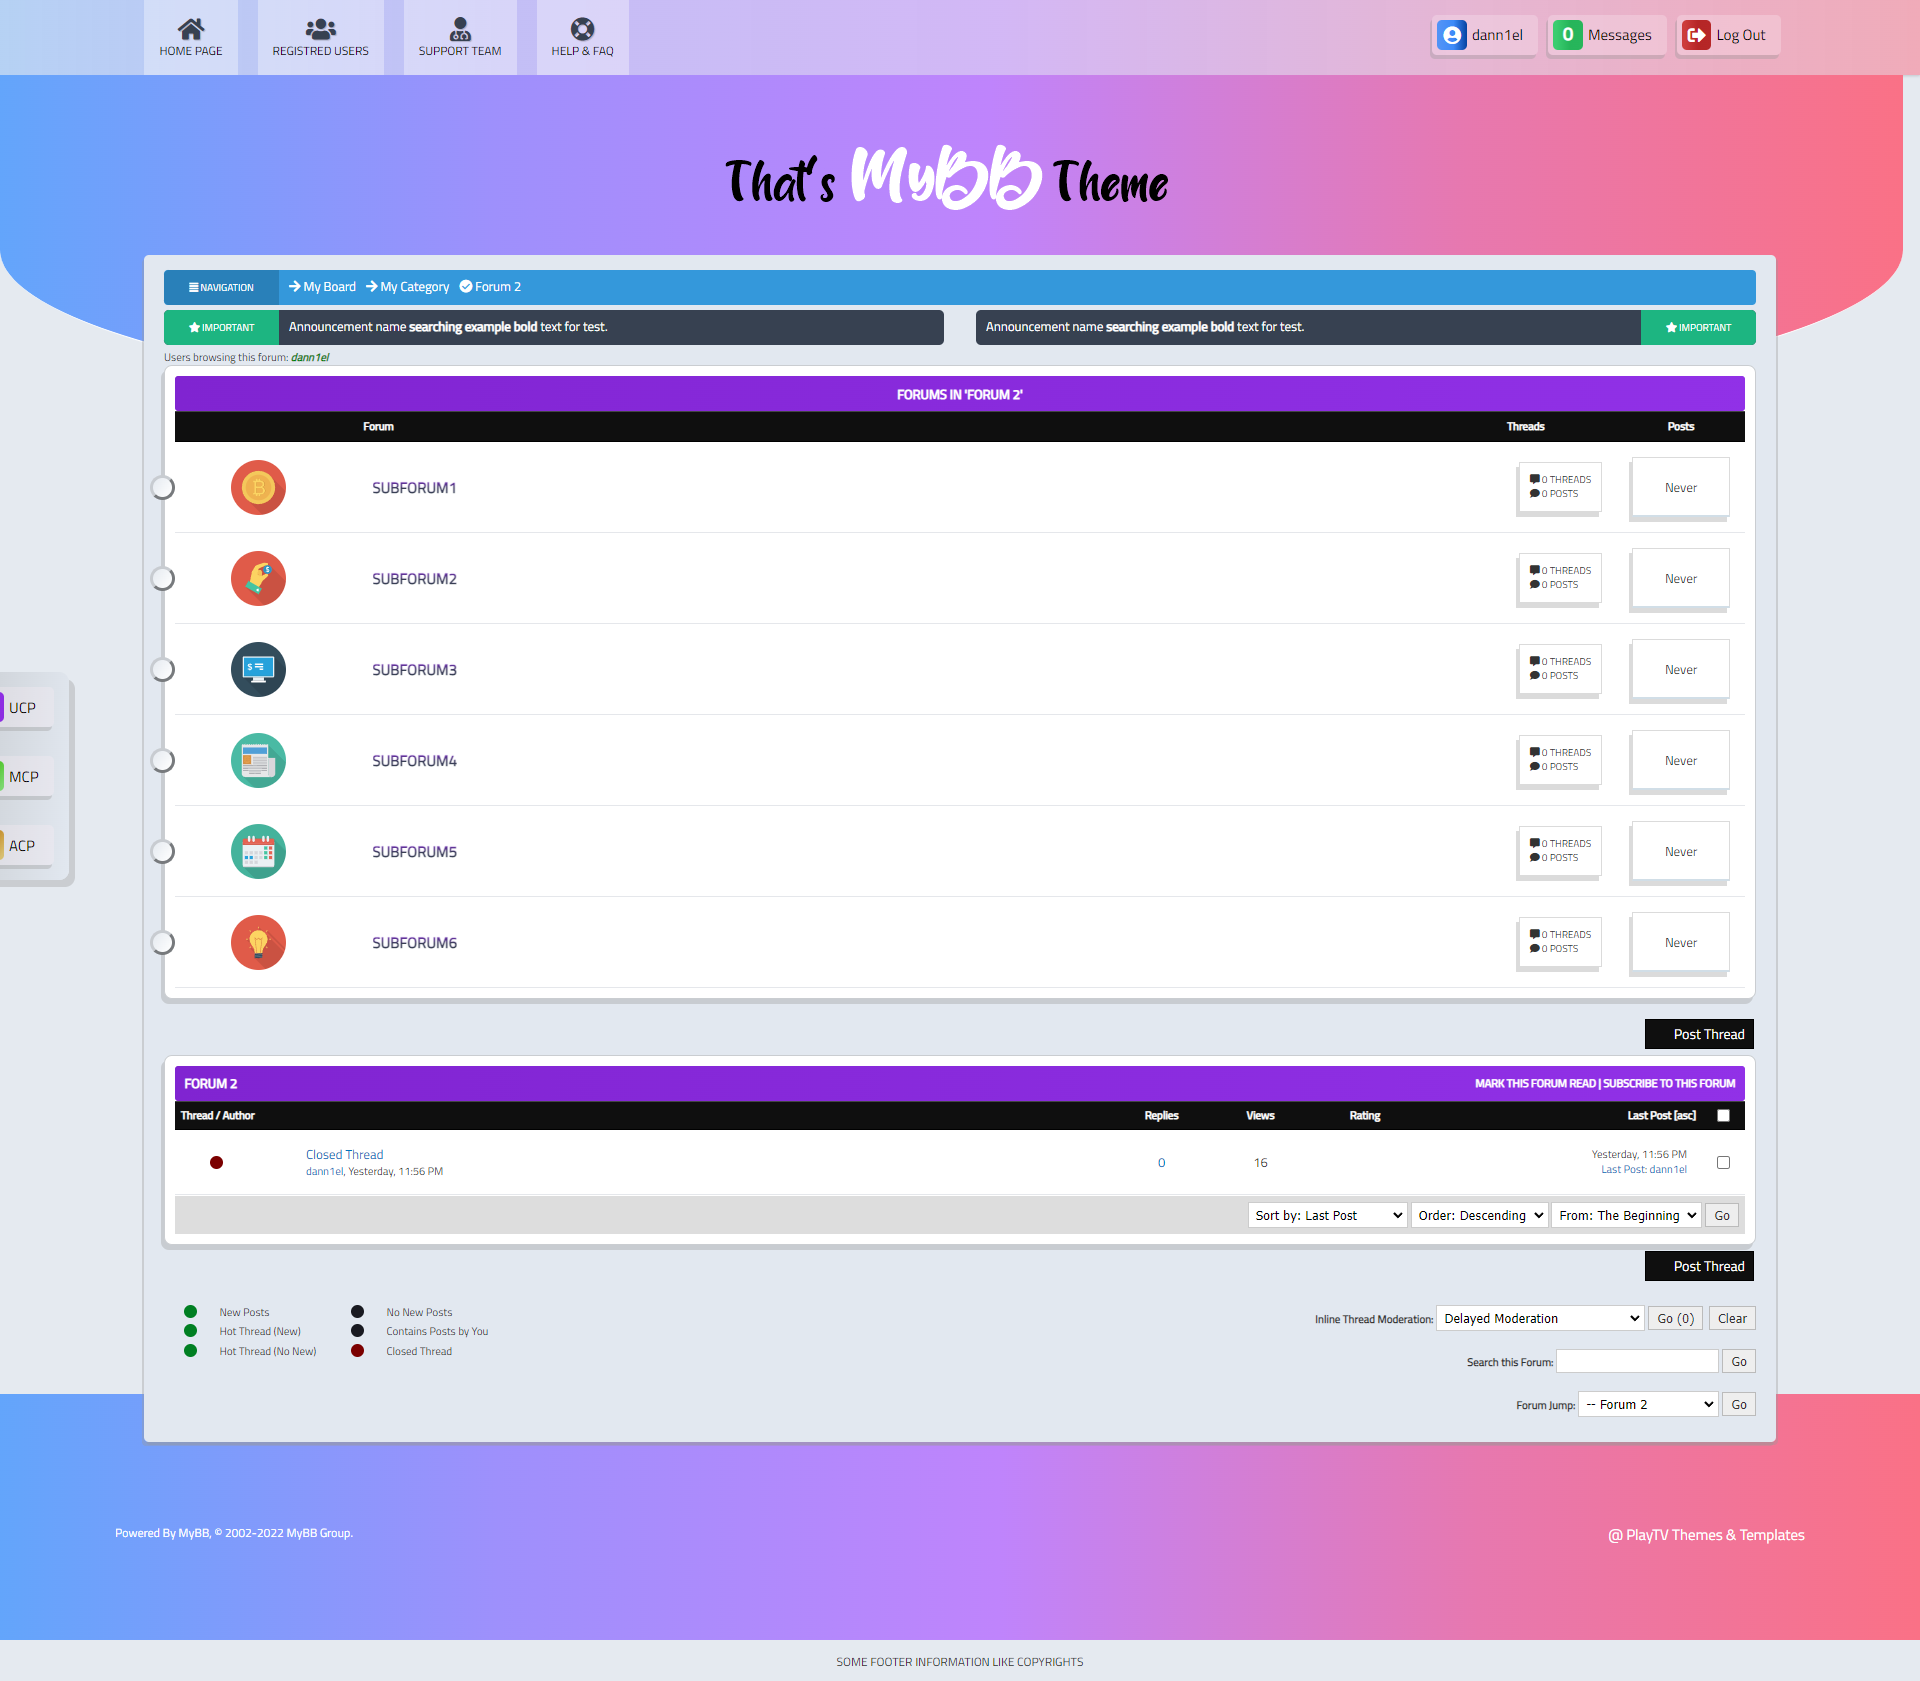 HOME PAGE
REGISTRED USERS
SUPPORT TEAM
HELP & FAQ
dann1el
0 Messages
Log Out
That's MyBB Theme
NAVIGATION
My Board
My Category
Forum 2
IMPORTANT
Announcement name searching example bold text for test.
Announcement name searching example bold text for test.
IMPORTANT
Users browsing this forum: dann1el
FORUMS IN 'FORUM 2'
Forum
Threads
Posts
SUBFORUM1
0 THREADS
0 POSTS
Never
SUBFORUM2
0 THREADS
0 POSTS
Never
SUBFORUM3
0 THREADS
0 POSTS
Never
UCP
SUBFORUM4
0 THREADS
0 POSTS
Never
MCP
SUBFORUM5
0 THREADS
0 POSTS
Never
ACP
SUBFORUM6
0 THREADS
0 POSTS
Never
Post Thread
FORUM 2
MARK THIS FORUM READ | SUBSCRIBE TO THIS FORUM
Thread / Author
Replies
Views
Rating
Last Post [asc]
Closed Thread
dann1el, Yesterday, 11:56 PM
0
16
Yesterday, 11:56 PM
Last Post: dann1el
Sort by: Last Post
Order: Descending
From: The Beginning
Go
Post Thread
New Posts
No New Posts
Hot Thread (New)
Contains Posts by You
Hot Thread (No New)
Closed Thread
Inline Thread Moderation: Delayed Moderation Go (0) Clear
Search this Forum: Go
Forum Jump: -- Forum 2 Go
Powered By MyBB, © 2002-2022 MyBB Group.
@ PlayTV Themes & Templates
SOME FOOTER INFORMATION LIKE COPYRIGHTS